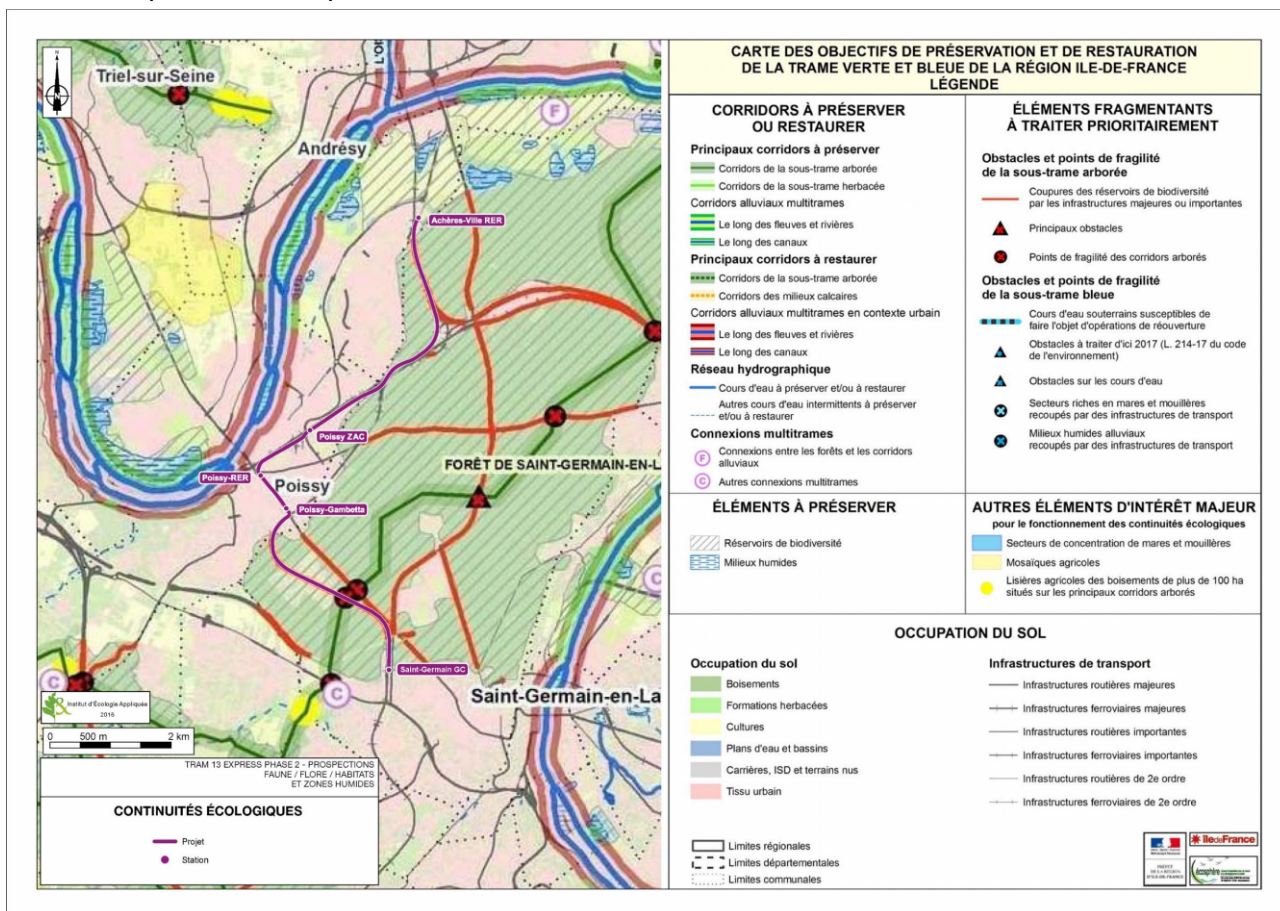 Triel-sur-Seine
L'OI
F
Andrésy
Achères-Ville RER
Poissy ZAC
FORÊT DE SAINT-GERMAIN-EN-L
Poissy-RER
Poissy
Poissy-Gambetta
C
C
C
Saint-Germain GC
Saint-Germain-en-La
N
Institut d'Écologie Appliquée
2016
0 500 m 2 km
TRAM 13 EXPRESS PHASE 2 - PROSPECTIONS
FAUNE / FLORE / HABITATS
ET ZONES HUMIDES
CONTINUITÉS ÉCOLOGIQUES
Projet
Station
CARTE DES OBJECTIFS DE PRÉSERVATION ET DE RESTAURATION
DE LA TRAME VERTE ET BLEUE DE LA RÉGION ILE-DE-FRANCE
LÉGENDE
CORRIDORS À PRÉSERVER
OU RESTAURER
Principaux corridors à préserver
Corridors de la sous-trame arborée
Corridors de la sous-trame herbacée
Corridors alluviaux multitrames
Le long des fleuves et rivières
Le long des canaux
Principaux corridors à restaurer
Corridors de la sous-trame arborée
Corridors des milieux calcaires
Corridors alluviaux multitrames en contexte urbain
Le long des fleuves et rivières
Le long des canaux
Réseau hydrographique
Cours d'eau à préserver et/ou à restaurer
Autres cours d'eau intermittents à préserver
et/ou à restaurer
Connexions multitrames
F
Connexions entre les forêts et les corridors
alluviaux
C
Autres connexions multitrames
ÉLÉMENTS FRAGMENTANTS
À TRAITER PRIORITAIREMENT
Obstacles et points de fragilité
de la sous-trame arborée
Coupures des réservoirs de biodiversité
par les infrastructures majeures ou importantes
Principaux obstacles
Points de fragilité des corridors arborés
Obstacles et points de fragilité
de la sous-trame bleue
Cours d'eau souterrains susceptibles de
faire l'objet d'opérations de réouverture
Obstacles à traiter d'ici 2017 (L. 214-17 du code
de l'environnement)
Obstacles sur les cours d'eau
Secteurs riches en mares et mouillères
recoupés par des infrastructures de transport
Milieux humides alluviaux
recoupés par des infrastructures de transport
ÉLÉMENTS À PRÉSERVER
Réservoirs de biodiversité
Milieux humides
AUTRES ÉLÉMENTS D'INTÉRÊT MAJEUR
pour le fonctionnement des continuités écologiques
Secteurs de concentration de mares et mouillères
Mosaïques agricoles
Lisières agricoles des boisements de plus de 100 ha
situés sur les principaux corridors arborés
OCCUPATION DU SOL
Occupation du sol
Boisements
Formations herbacées
Cultures
Plans d'eau et bassins
Carrières, ISD et terrains nus
Tissu urbain
Infrastructures de transport
Infrastructures routières majeures
Infrastructures ferroviaires majeures
Infrastructures routières importantes
Infrastructures ferroviaires importantes
Infrastructures routières de 2e ordre
Infrastructures ferroviaires de 2e ordre
Limites régionales
Limites départementales
Limites communales
PRÉFET
DE LA RÉGION
D'ILE-DE-FRANCE
îledeFrance
écosphère